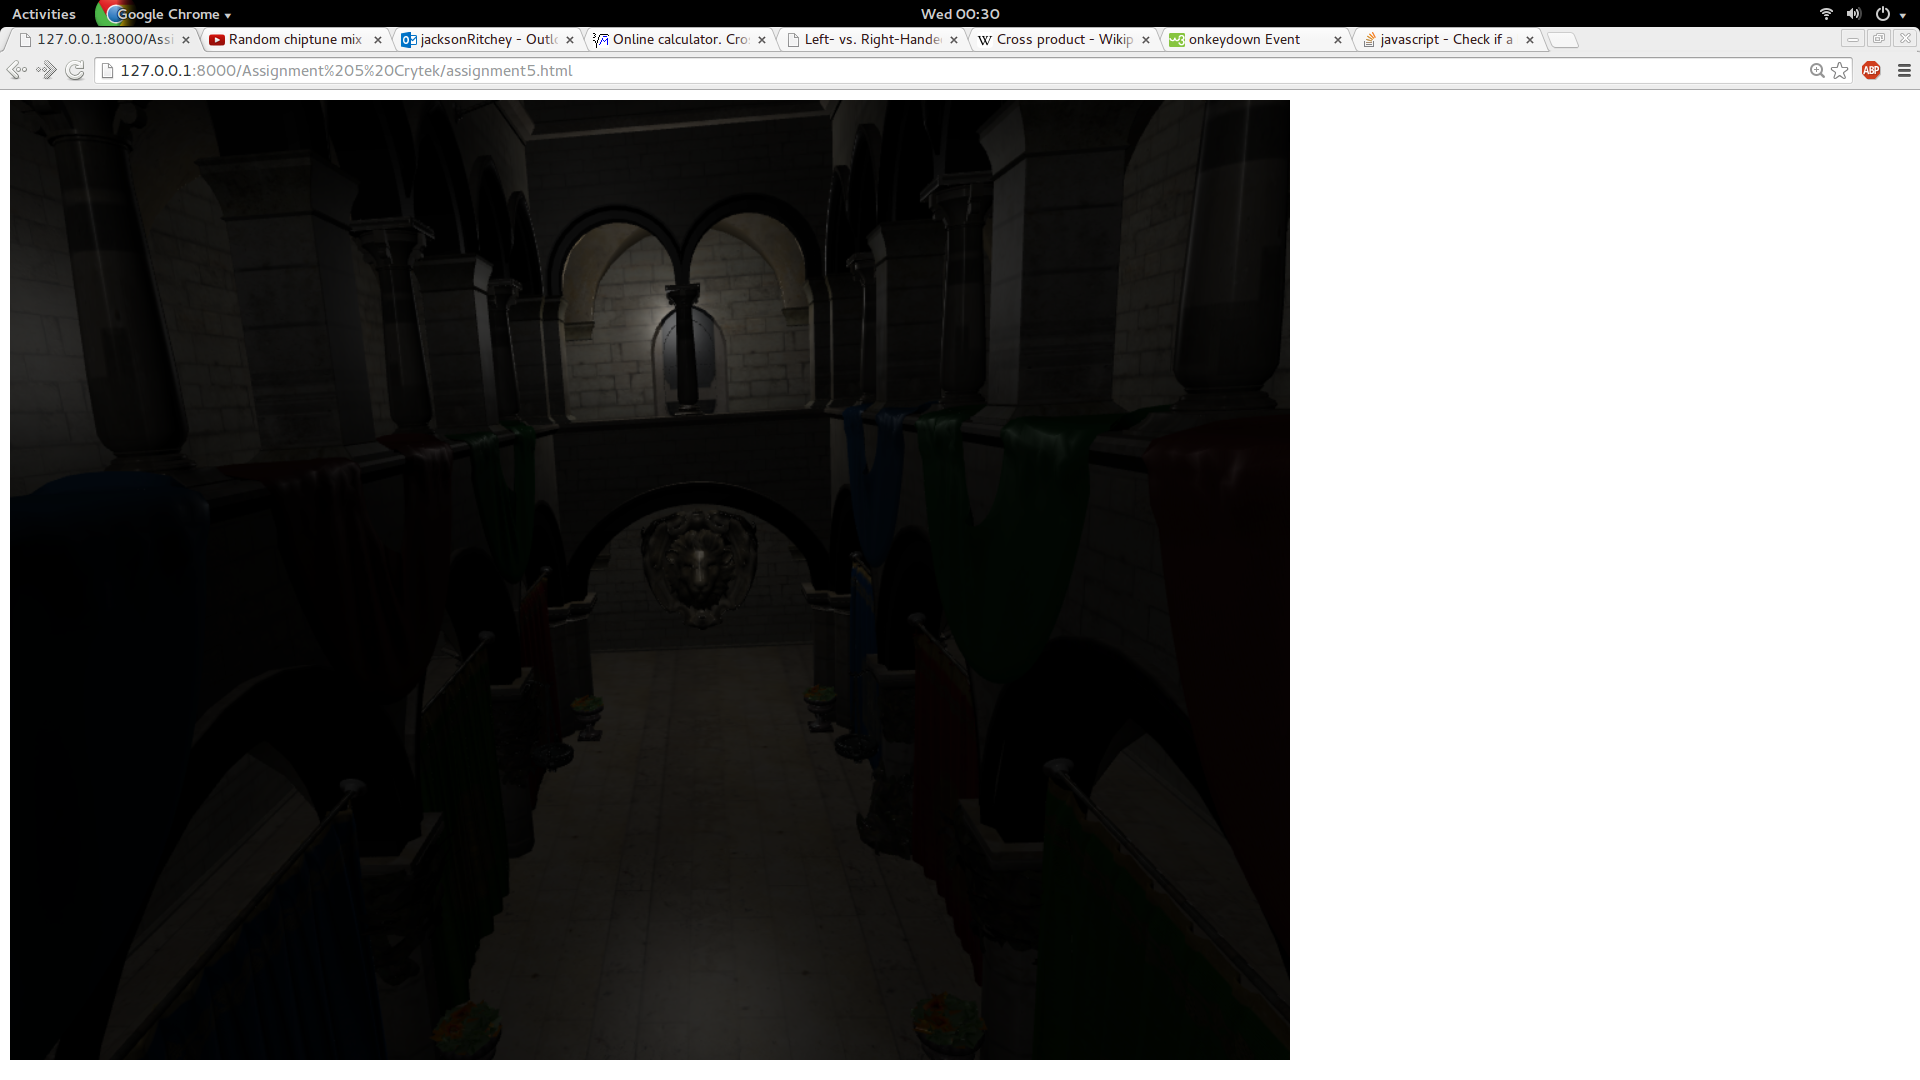 Activities Google Chrome Wed 00:30
127.0.0.1:8000/Assi Random chiptune mix jacksonRitchey - Outlo Online calculator. Cro Left- vs. Right-Hande Cross product - Wikip onkeydown Event javascript - Check if a
127.0.0.1:8000/Assignment%205%20Crytek/assignment5.html ABP